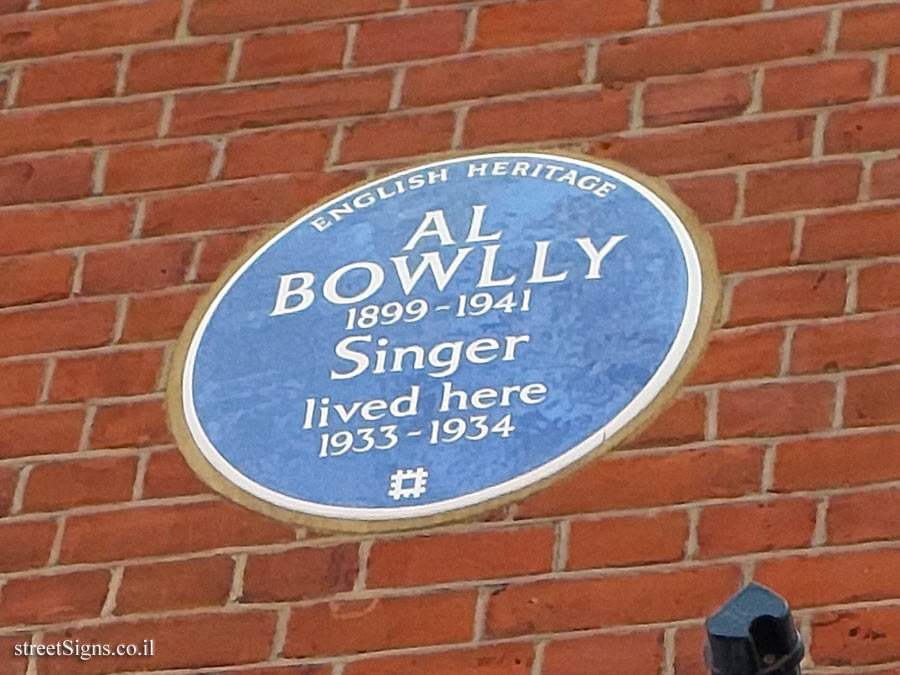 ENGLISH HERITAGE
AL
BOWLLY
1899-1941
Singer
lived here
1933-1934
streetSigns.co.il